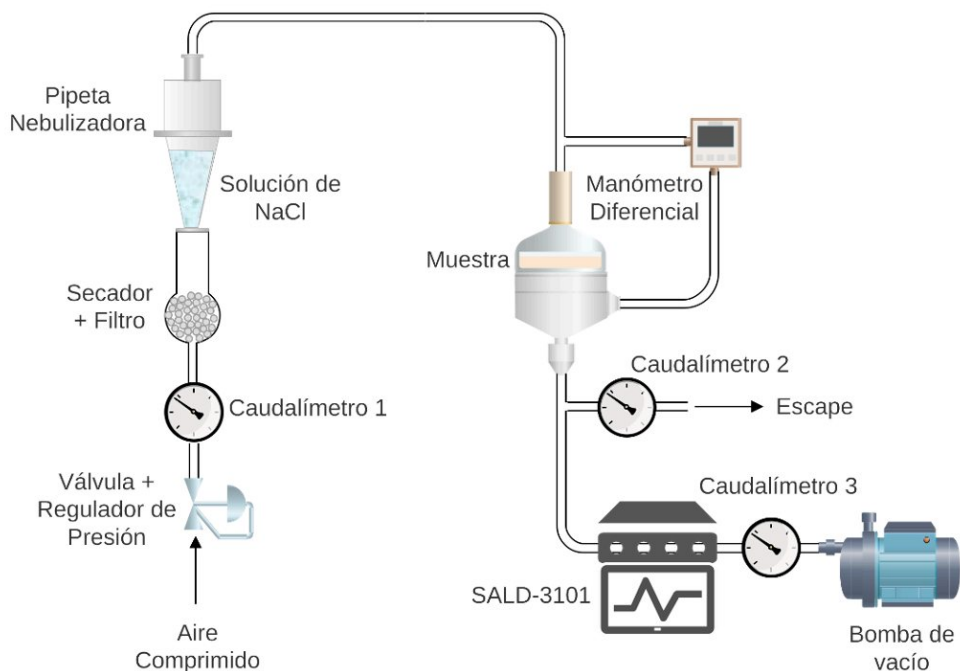 Pipeta
Nebulizadora
Solución de
NaCl
Manómetro
Diferencial
Muestra
Secador
+ Filtro
Caudalímetro 1
Caudalímetro 2
Escape
Válvula +
Regulador de
Presión
Caudalímetro 3
SALD-3101
Aire
Comprimido
Bomba de
vacío